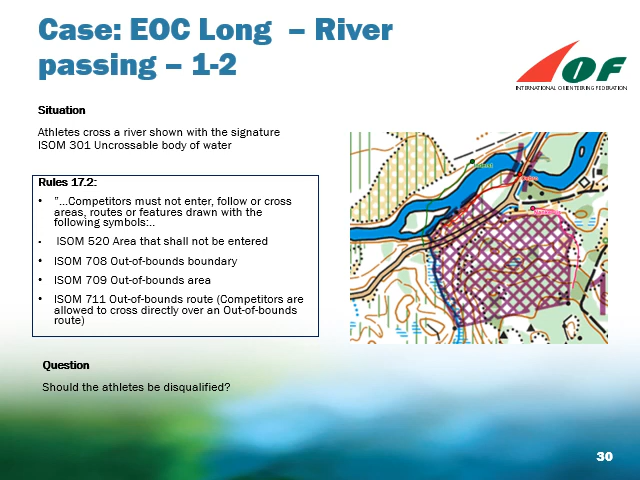 Case: EOC Long – River
passing – 1-2
INTERNATIONAL ORIENTEERING FEDERATION
Situation
Athletes cross a river shown with the signature
ISOM 301 Uncrossable body of water
Rules 17.2:
• ”...Competitors must not enter, follow or cross
areas, routes or features drawn with the
following symbols:..
• ISOM 520 Area that shall not be entered
• ISOM 708 Out-of-bounds boundary
• ISOM 709 Out-of-bounds area
• ISOM 711 Out-of-bounds route (Competitors are
allowed to cross directly over an Out-of-bounds
route)
Question
Should the athletes be disqualified?
30